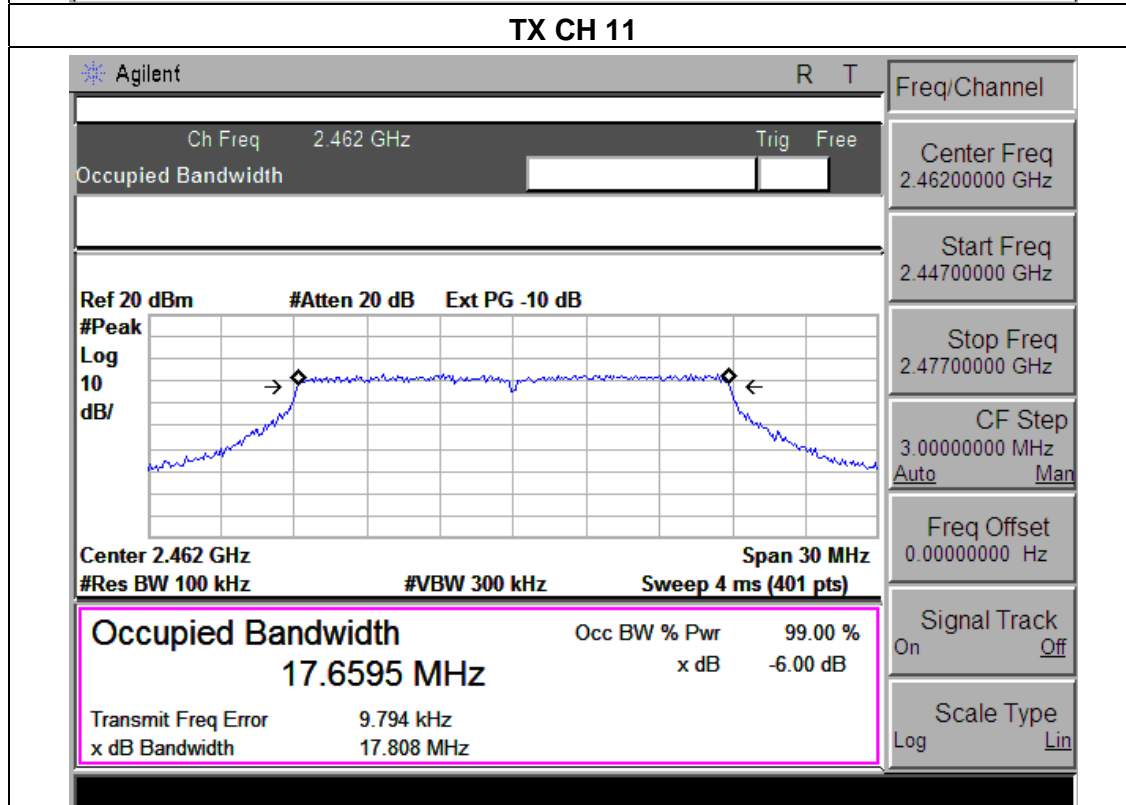 TX CH 11
Agilent R T
Ch Freq 2.462 GHz Trig Free
Occupied Bandwidth
Ref 20 dBm #Atten 20 dB Ext PG -10 dB
#Peak
Log
10
dB/
Center 2.462 GHz Span 30 MHz
#Res BW 100 kHz #VBW 300 kHz Sweep 4 ms (401 pts)
Occupied Bandwidth Occ BW % Pwr 99.00 %
17.6595 MHz x dB -6.00 dB
Transmit Freq Error 9.794 kHz
x dB Bandwidth 17.808 MHz
Freq/Channel
Center Freq
2.46200000 GHz
Start Freq
2.44700000 GHz
Stop Freq
2.47700000 GHz
CF Step
3.00000000 MHz
Auto Man
Freq Offset
0.00000000 Hz
Signal Track
On Off
Scale Type
Log Lin